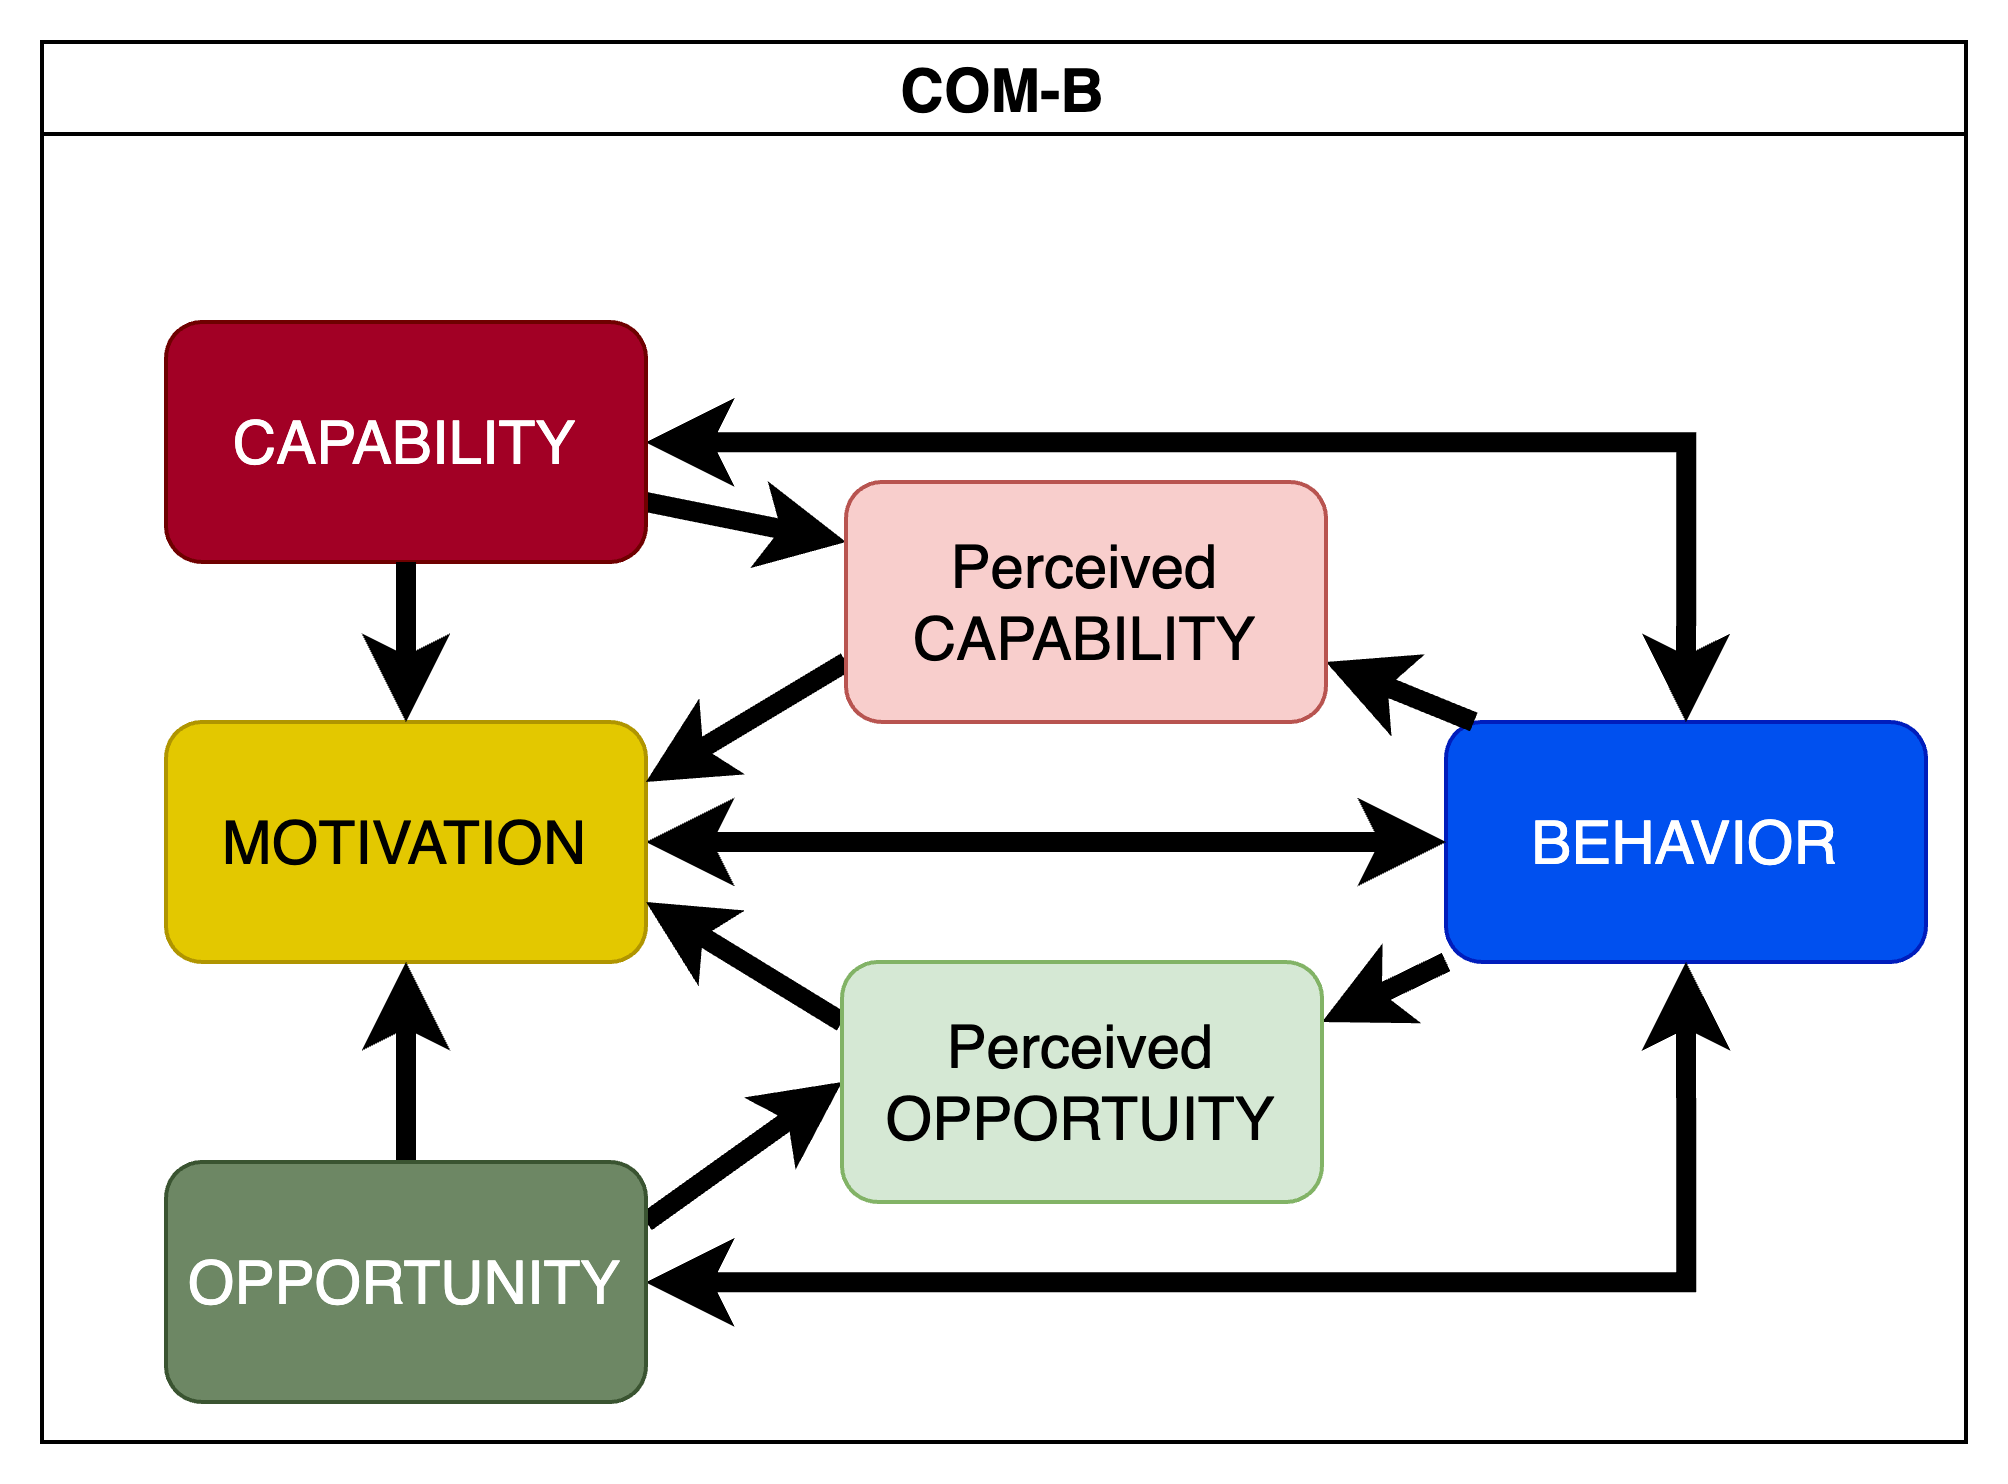 COM-B
CAPABILITY
Perceived
CAPABILITY
MOTIVATION
BEHAVIOR
Perceived
OPPORTUITY
OPPORTUNITY